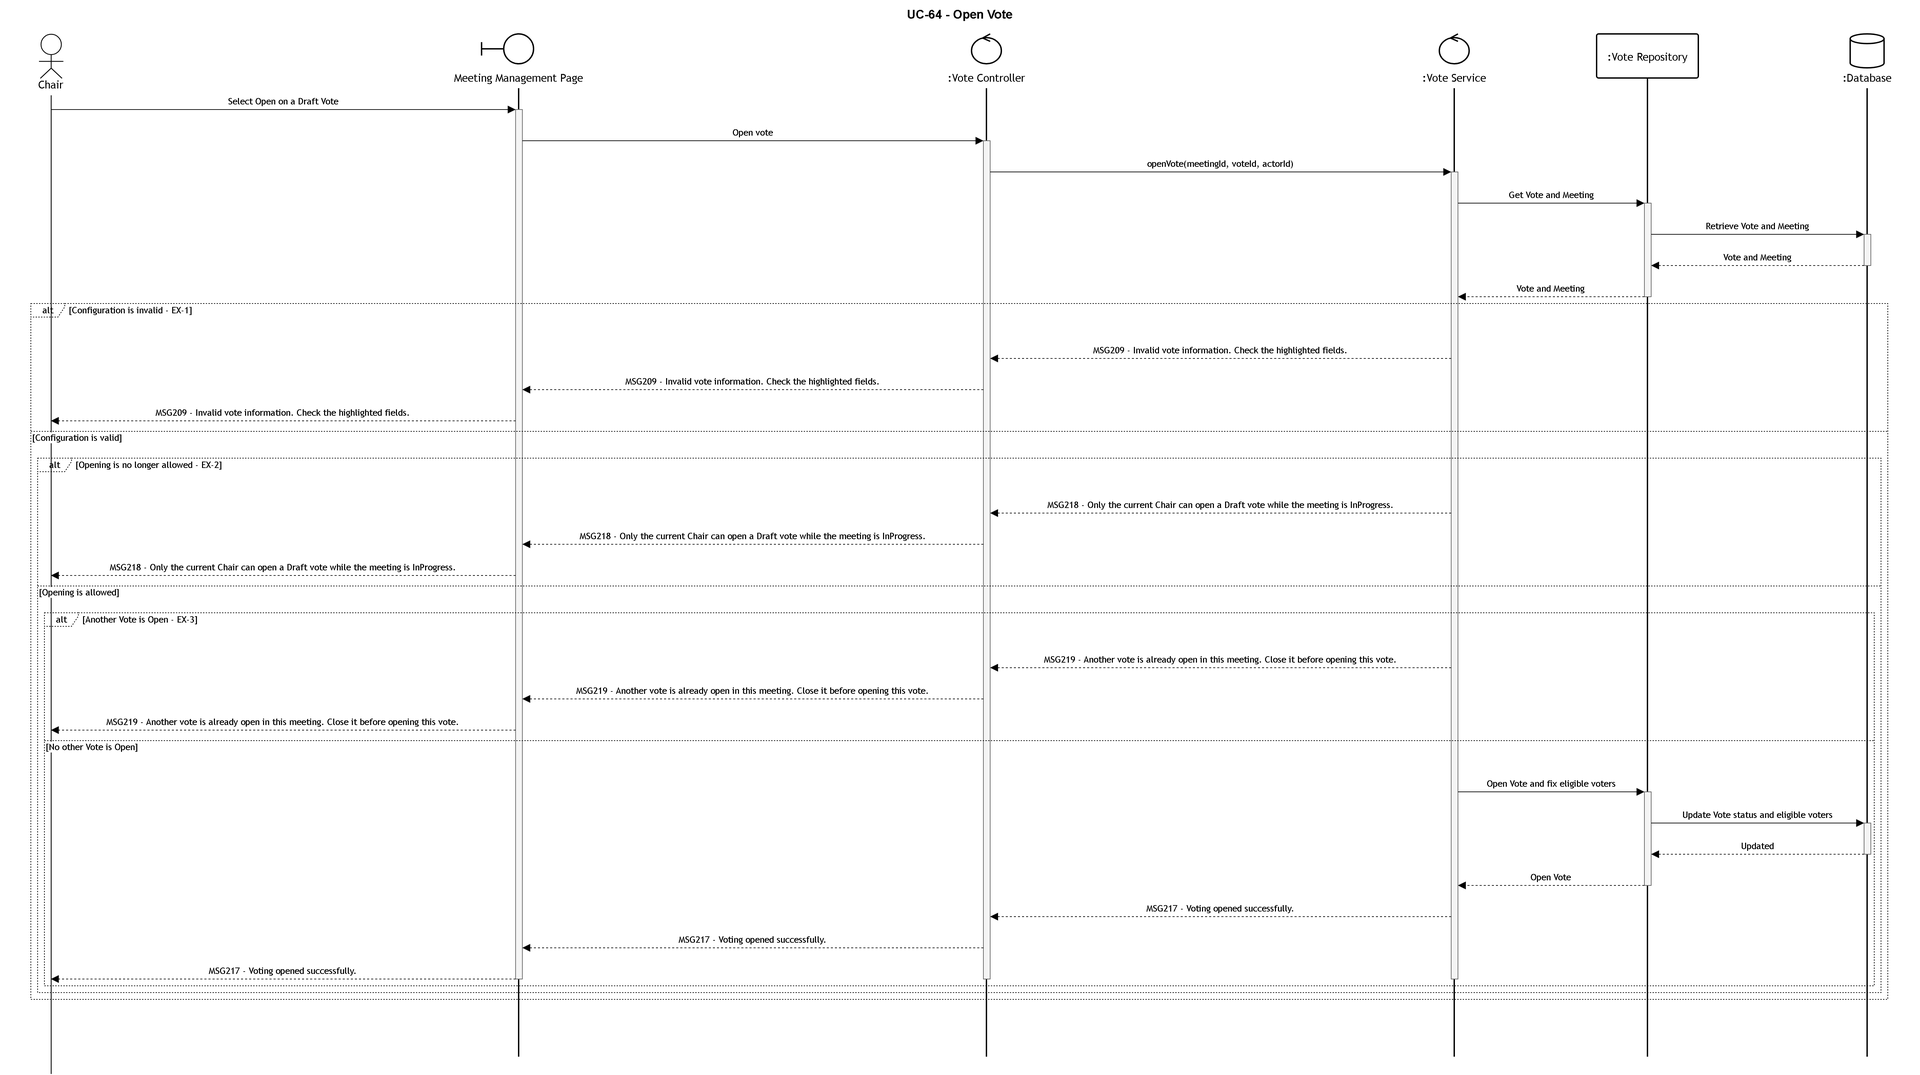 UC-64 - Open Vote
Chair
Meeting Management Page
:Vote Controller
:Vote Service
:Vote Repository
:Database
Select Open on a Draft Vote
Open vote
openVote(meetingId, voteId, actorId)
Get Vote and Meeting
Retrieve Vote and Meeting
Vote and Meeting
Vote and Meeting
alt [Configuration is invalid - EX-1]
MSG209 - Invalid vote information. Check the highlighted fields.
MSG209 - Invalid vote information. Check the highlighted fields.
MSG209 - Invalid vote information. Check the highlighted fields.
[Configuration is valid]
alt [Opening is no longer allowed - EX-2]
MSG218 - Only the current Chair can open a Draft vote while the meeting is InProgress.
MSG218 - Only the current Chair can open a Draft vote while the meeting is InProgress.
MSG218 - Only the current Chair can open a Draft vote while the meeting is InProgress.
[Opening is allowed]
alt [Another Vote is Open - EX-3]
MSG219 - Another vote is already open in this meeting. Close it before opening this vote.
MSG219 - Another vote is already open in this meeting. Close it before opening this vote.
MSG219 - Another vote is already open in this meeting. Close it before opening this vote.
[No other Vote is Open]
Open Vote and fix eligible voters
Update Vote status and eligible voters
Updated
Open Vote
MSG217 - Voting opened successfully.
MSG217 - Voting opened successfully.
MSG217 - Voting opened successfully.